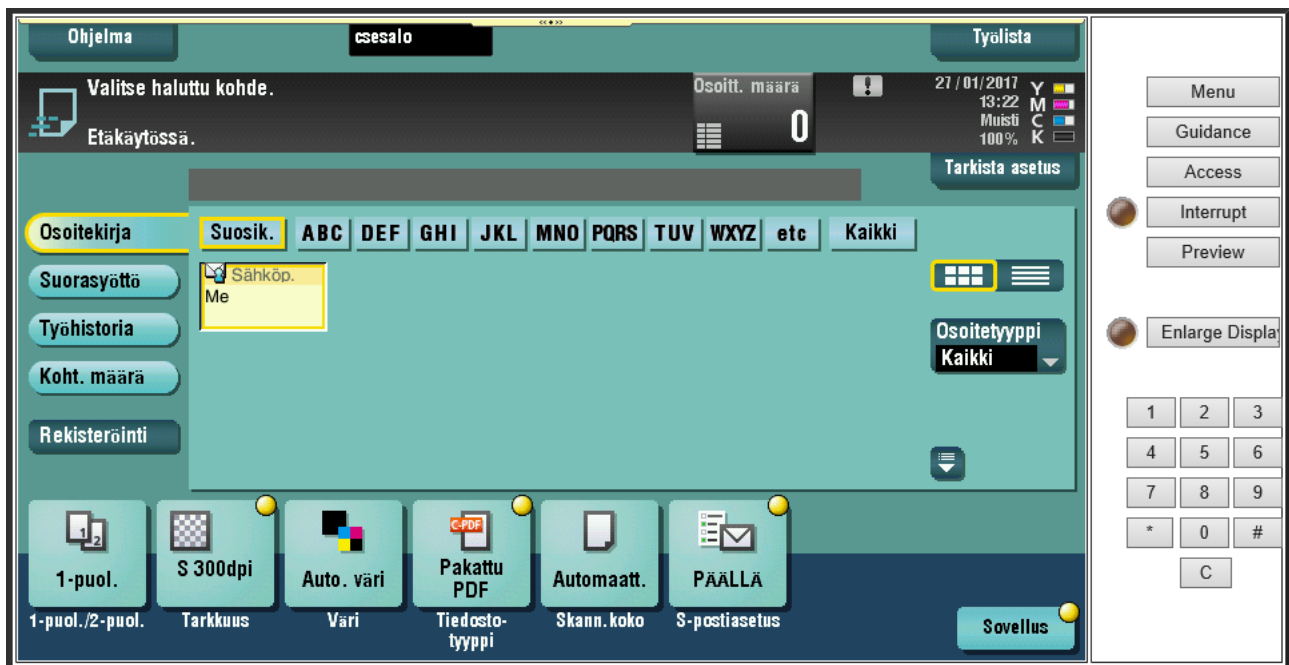 Ohjelma
csesalo
Työlista
Valitse haluttu kohde.
Etäkäytössä.
Osoitt. määrä
0
27/01/2017
13:22
Muisti
100%
Y
M
C
K
Tarkista asetus
Osoitekirja
Suorasyöttö
Työhistoria
Koht. määrä
Rekisteröinti
Suosik. ABC DEF GHI JKL MNO PQRS TUV WXYZ etc Kaikki
Sähköp.
Me
Osoitetyyppi
Kaikki
1 2
1-puol.
1-puol./2-puol.
S 300dpi
Tarkkuus
Auto. väri
Väri
C-PDF
Pakattu
PDF
Tiedosto-
tyyppi
Automaatt.
Skann.koko
PÄÄLLÄ
S-postiasetus
Sovellus
Menu
Guidance
Access
Interrupt
Preview
Enlarge Display
1 2 3
4 5 6
7 8 9
* 0 #
C